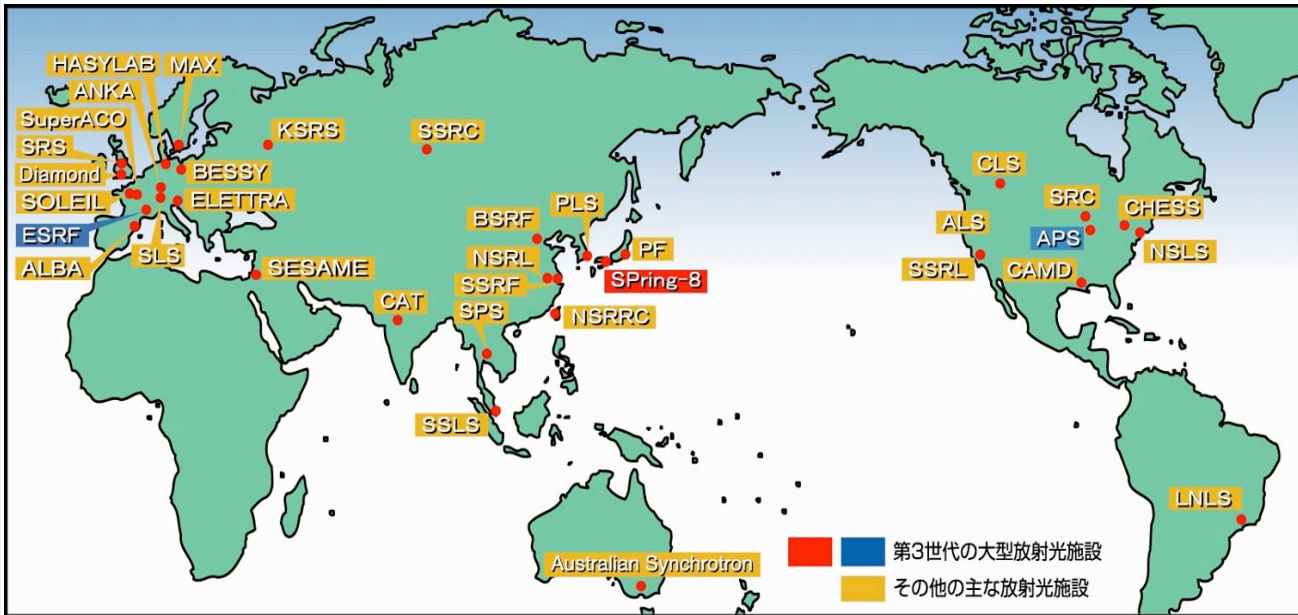 HASYLAB
MAX
ANKA
SuperACO
SRS
Diamond
SOLEIL
ESRF
ALBA
SLS
BESSY
ELETTRA
KSRS
SSRC
SESAME
CAT
BSRF
PLS
NSRL
PF
SSRF
SPring-8
SPS
NSRRC
SSLS
Australian Synchrotron
CLS
SRC
ALS
CHESS
APS
SSRL
CAMD
NSLS
LNLS
第3世代の大型放射光施設
その他の主な放射光施設